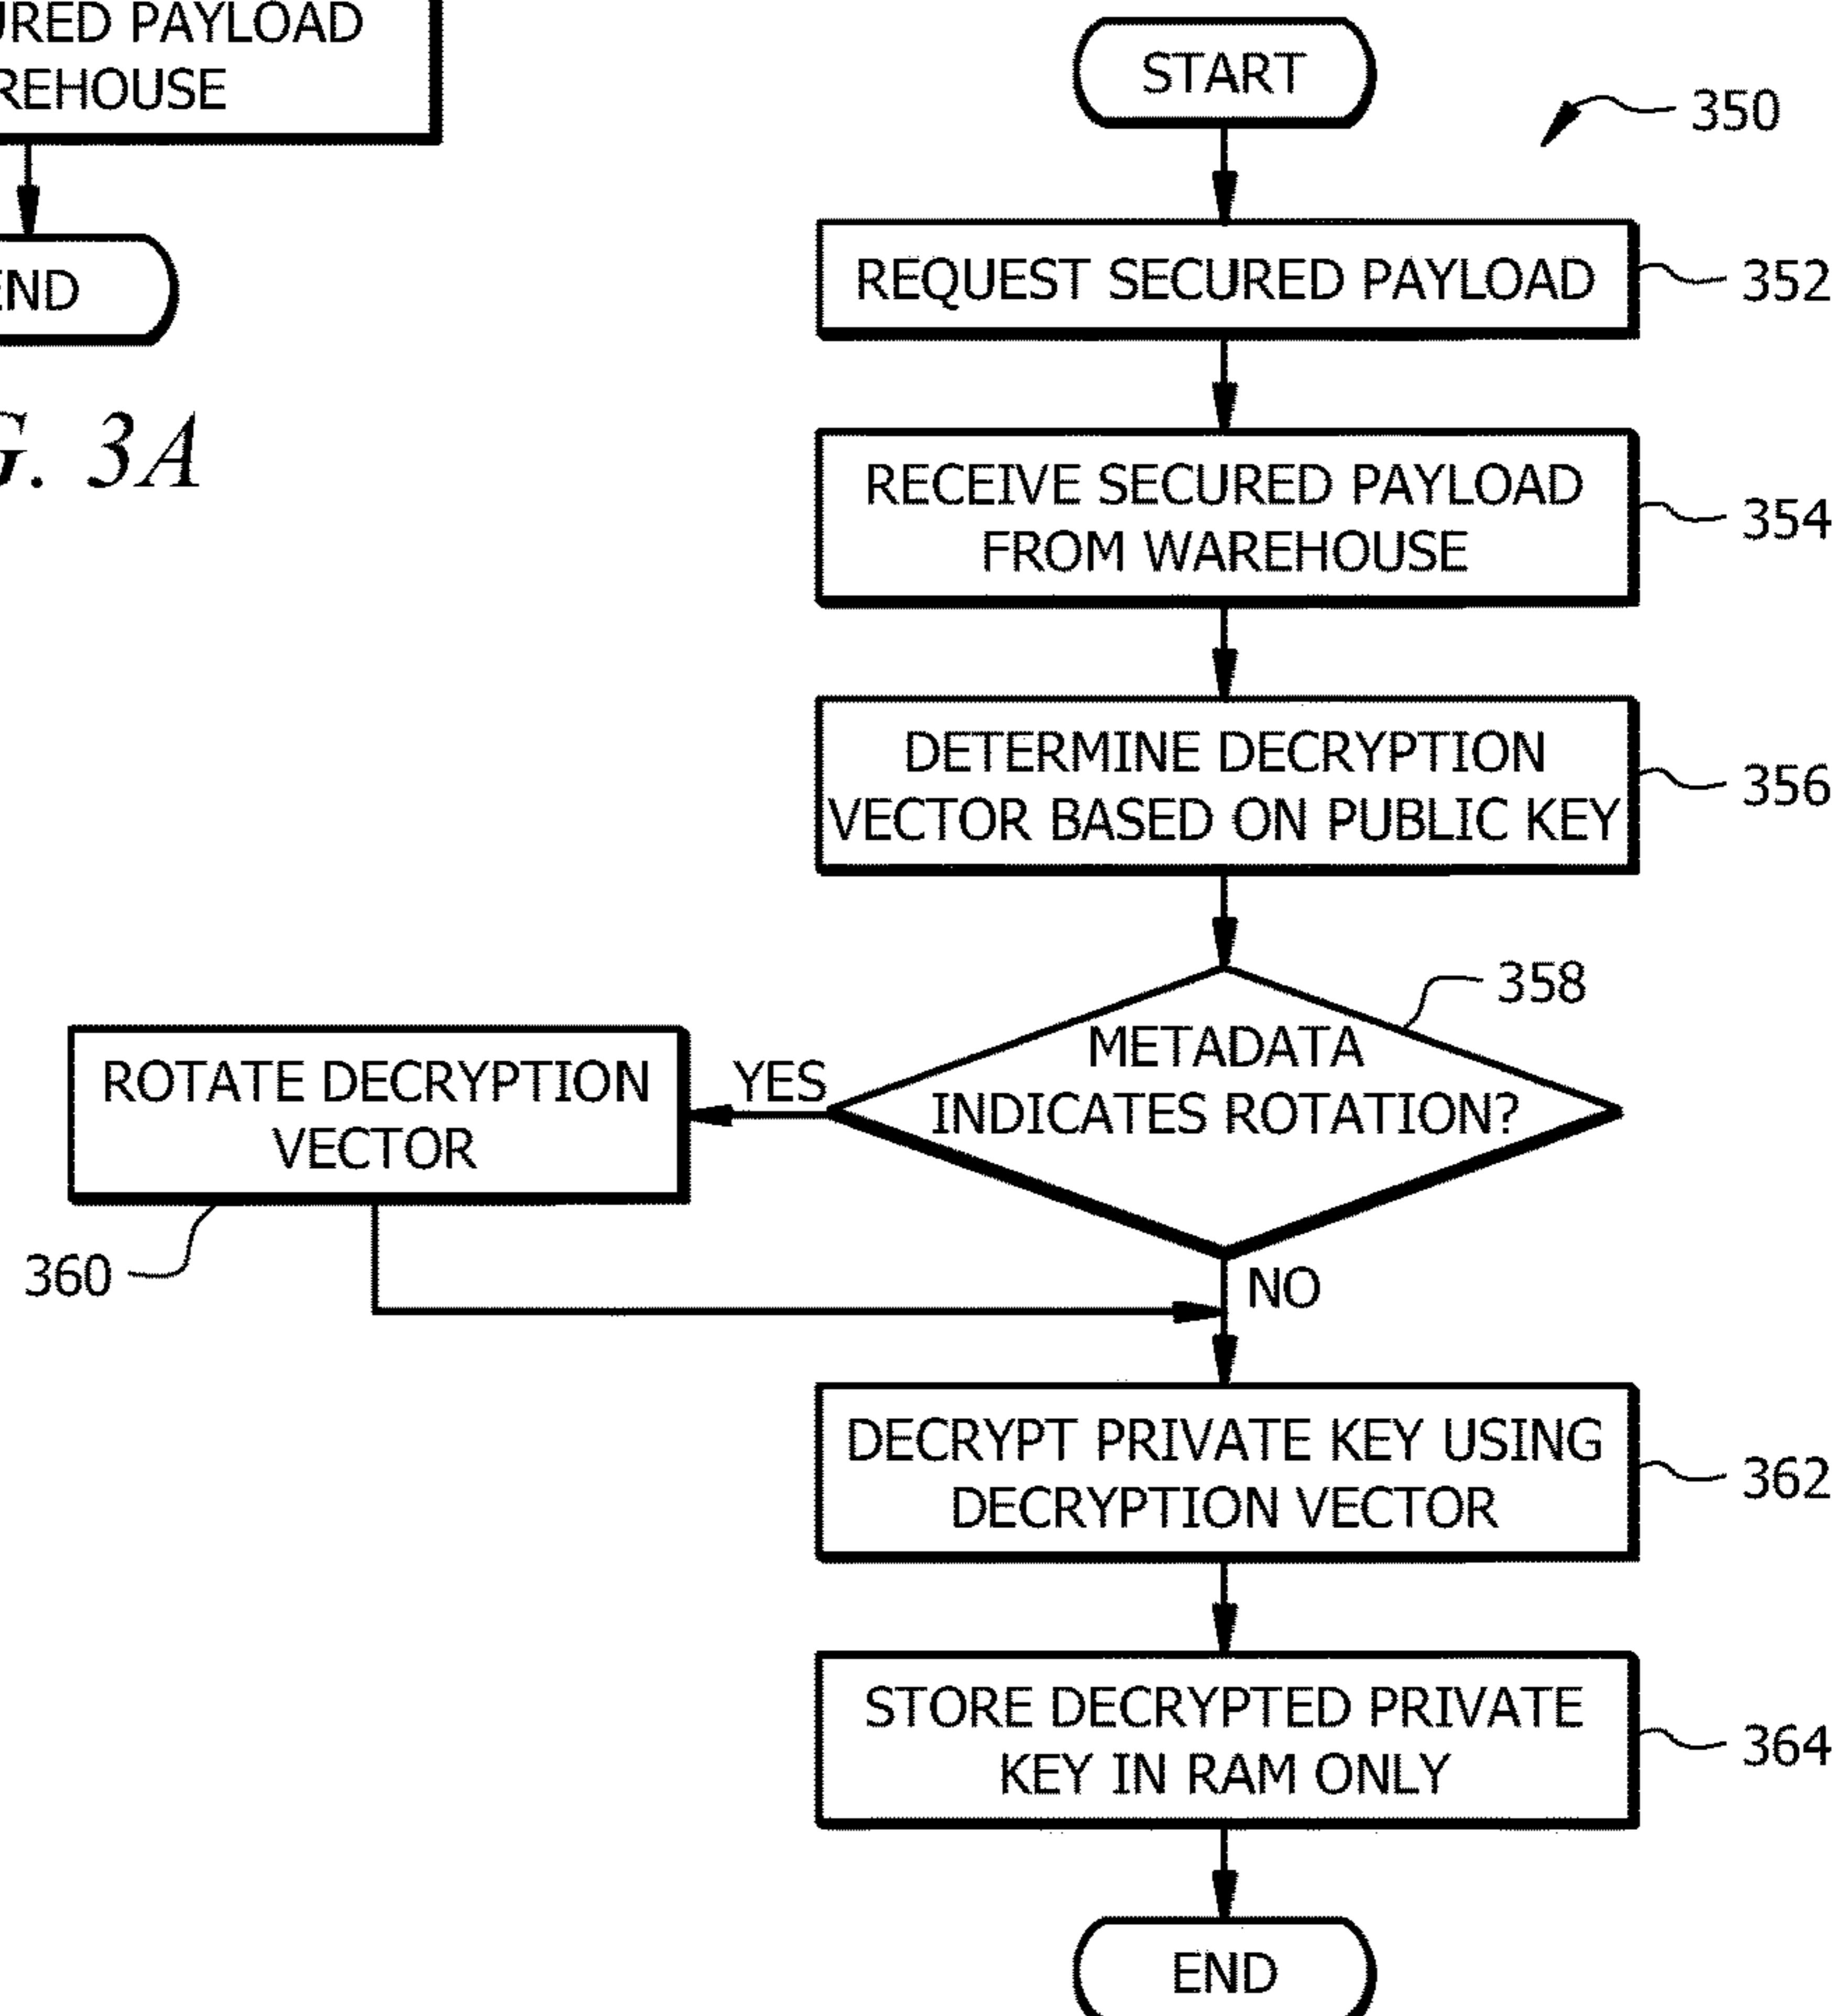 PAYLOAD
START
350
REQUEST SECURED PAYLOAD
352
END
3A
RECEIVE SECURED PAYLOAD
FROM WAREHOUSE
354
DETERMINE DECRYPTION
VECTOR BASED ON PUBLIC KEY
356
358
METADATA
INDICATES ROTATION?
YES
ROTATE DECRYPTION
VECTOR
360
NO
DECRYPT PRIVATE KEY USING
DECRYPTION VECTOR
362
STORE DECRYPTED PRIVATE
KEY IN RAM ONLY
364
END